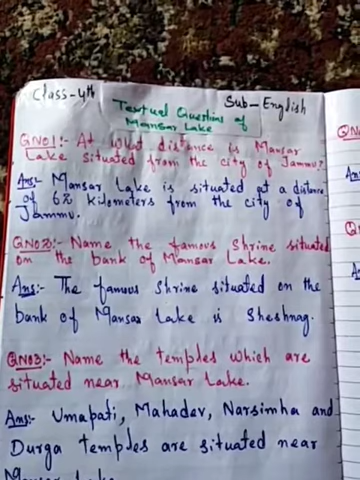 Class-4th
Sub-English
Textual Questions of
Mansar Lake
QNO1:- At what distance is Mansar
Lake situated from the city of Jammu?
Ans:- Mansar Lake is situated at a distance
of 62 kilometers from the city of
Jammu.
QNO2:- Name the famous Shrine situated
on the bank of Mansar Lake.
Ans:- The famous Shrine situated on the
bank of Mansar Lake is Sheshnag.
QNO3:- Name the temples which are
situated near Mansar Lake.
Ans:- Umapati, Mahadev, Narsimha and
Durga temples are situated near